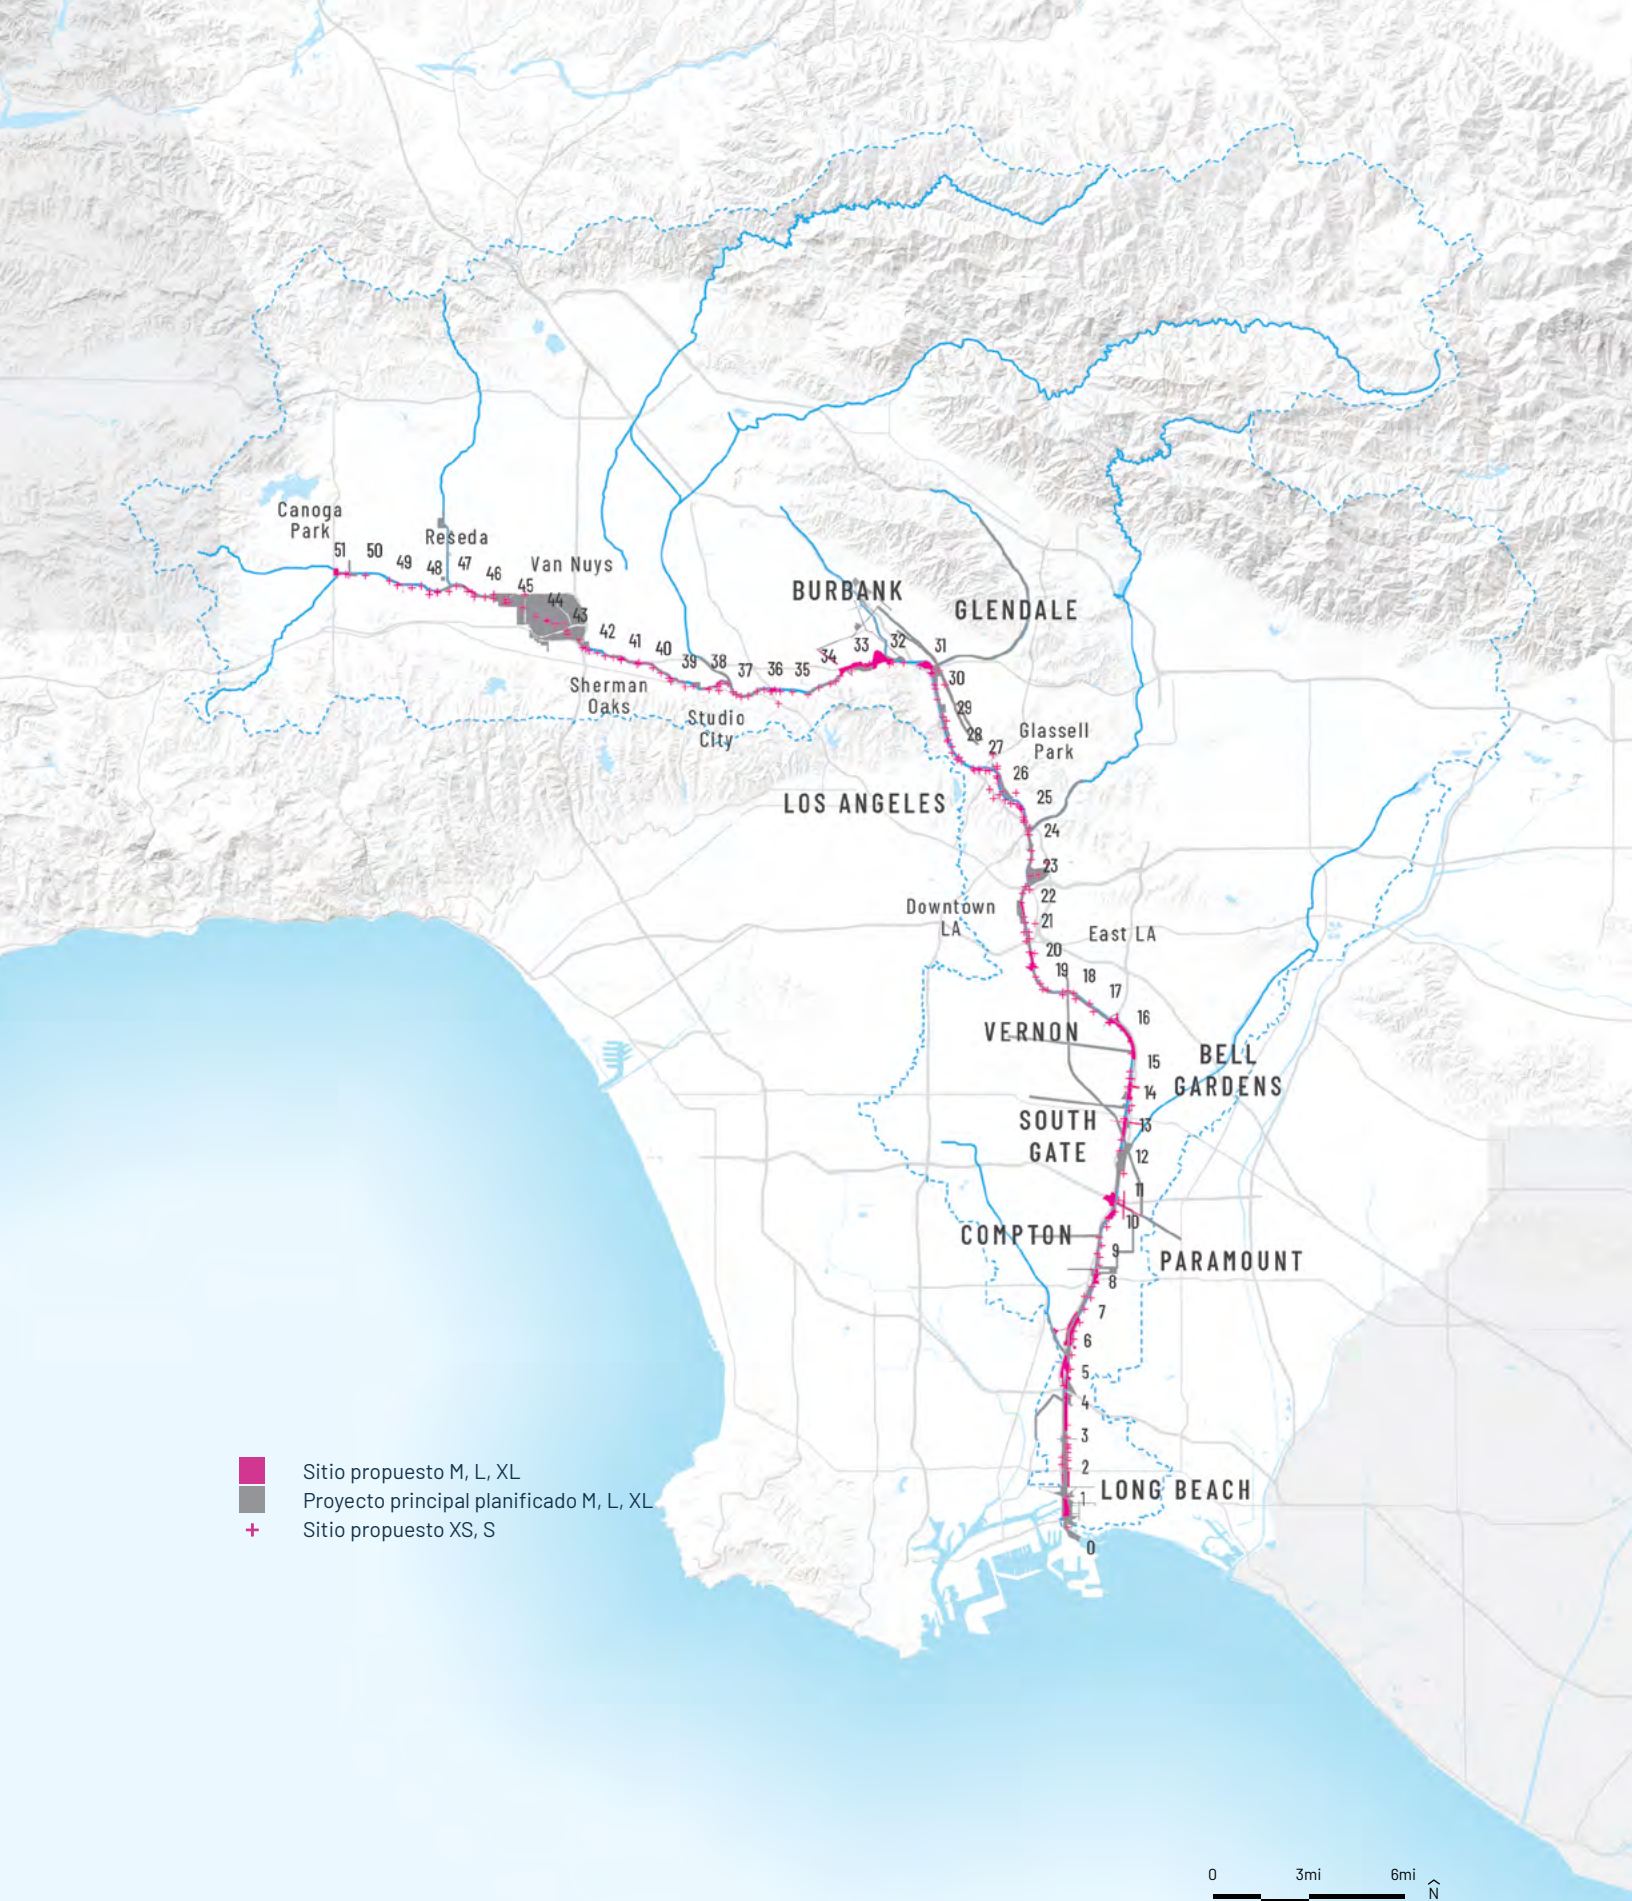 Canoga
Park
Reseda
51
50
49
48
47
46
Van Nuys
45
44
43
42
41
40
39
38
37
36
35
34
33
32
31
BURBANK
GLENDALE
Sherman
Oaks
Studio
City
30
29
28
27
Glassell
Park
26
25
LOS ANGELES
24
23
22
Downtown
LA
21
East LA
20
19
18
17
16
VERNON
15
BELL
GARDENS
14
SOUTH
GATE
13
12
11
10
COMPTON
9
PARAMOUNT
8
7
6
5
4
3
2
1
LONG BEACH
0
Sitio propuesto M, L, XL
Proyecto principal planificado M, L, XL
Sitio propuesto XS, S
0 3mi 6mi
N